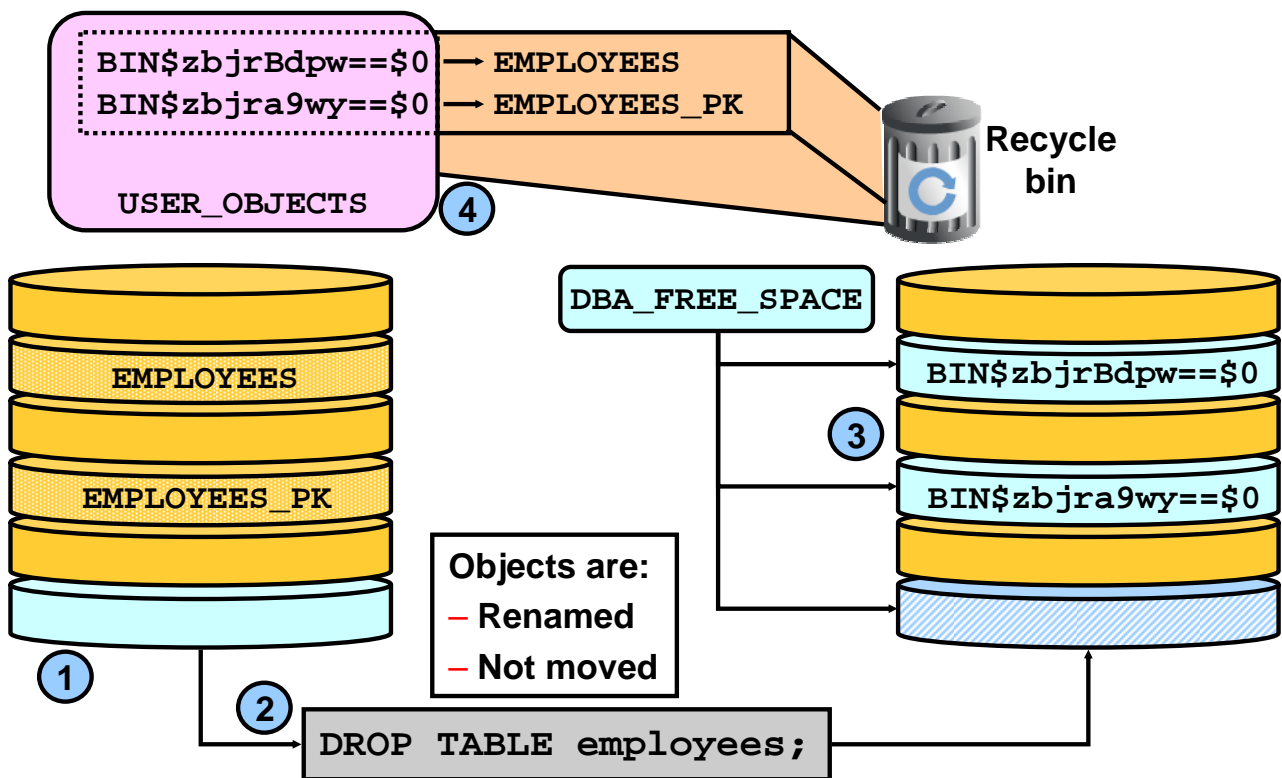 BIN$zbjrBdpw==$0 EMPLOYEES
BIN$zbjra9wy==$0 EMPLOYEES_PK
USER_OBJECTS
4
Recycle
bin
DBA_FREE_SPACE
EMPLOYEES
EMPLOYEES_PK
BIN$zbjrBdpw==$0
3
BIN$zbjra9wy==$0
Objects are:
– Renamed
– Not moved
1
2
DROP TABLE employees;